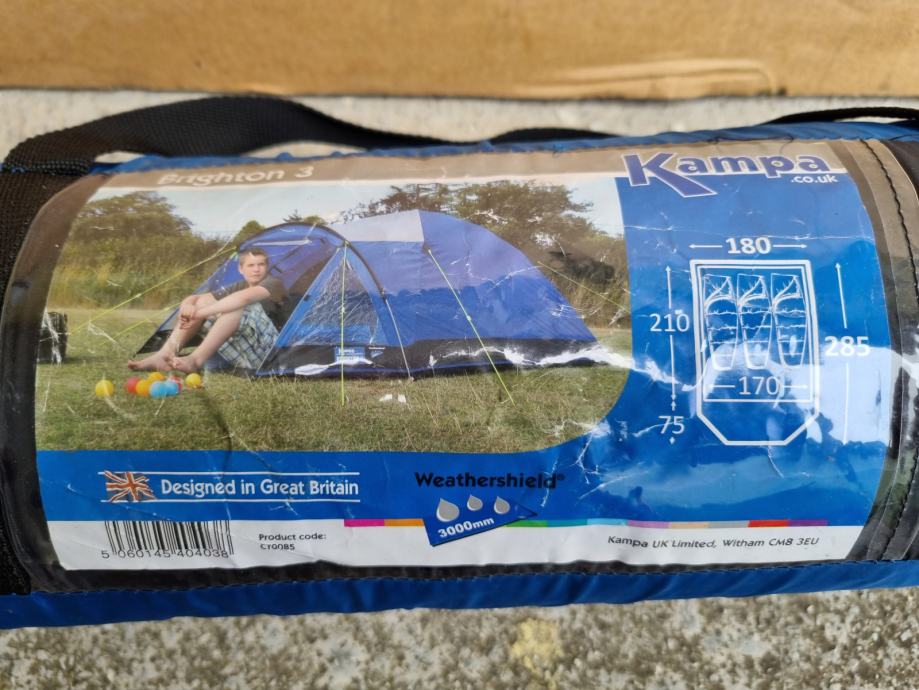 Brighton 3
Kampa
.co.uk
180
210
285
170
75
Designed in Great Britain
Weathershield®
3000mm
5 060145 404038
Product code:
CT0085
Kampa UK Limited, Witham CM8 3EU